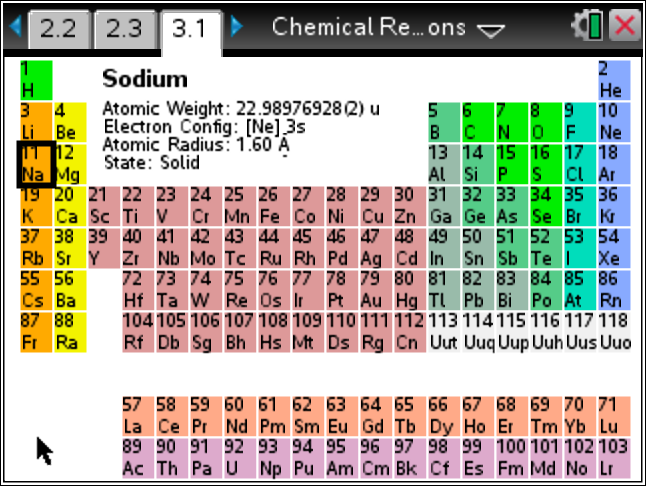 2.2 2.3 3.1 Chemical Re...ons
Sodium
Atomic Weight: 22.98976928(2) u
Electron Config: [Ne] 3s
Atomic Radius: 1.60 Å
State: Solid
1 2
H He
3 4 5 6 7 8 9 10
Li Be B C N O F Ne
11 12 13 14 15 16 17 18
Na Mg Al Si P S Cl Ar
19 20 21 22 23 24 25 26 27 28 29 30 31 32 33 34 35 36
K Ca Sc Ti V Cr Mn Fe Co Ni Cu Zn Ga Ge As Se Br Kr
37 38 39 40 41 42 43 44 45 46 47 48 49 50 51 52 53 54
Rb Sr Y Zr Nb Mo Tc Ru Rh Pd Ag Cd In Sn Sb Te I Xe
55 56 72 73 74 75 76 77 78 79 80 81 82 83 84 85 86
Cs Ba Hf Ta W Re Os Ir Pt Au Hg Tl Pb Bi Po At Rn
87 88 104 105 106 107 108 109 110 111 112 113 114 115 116 117 118
Fr Ra Rf Db Sg Bh Hs Mt Ds Rg Cn Uut Uuq Uup Uuh Uus Uuo
57 58 59 60 61 62 63 64 65 66 67 68 69 70 71
La Ce Pr Nd Pm Sm Eu Gd Tb Dy Ho Er Tm Yb Lu
89 90 91 92 93 94 95 96 97 98 99 100 101 102 103
Ac Th Pa U Np Pu Am Cm Bk Cf Es Fm Md No Lr